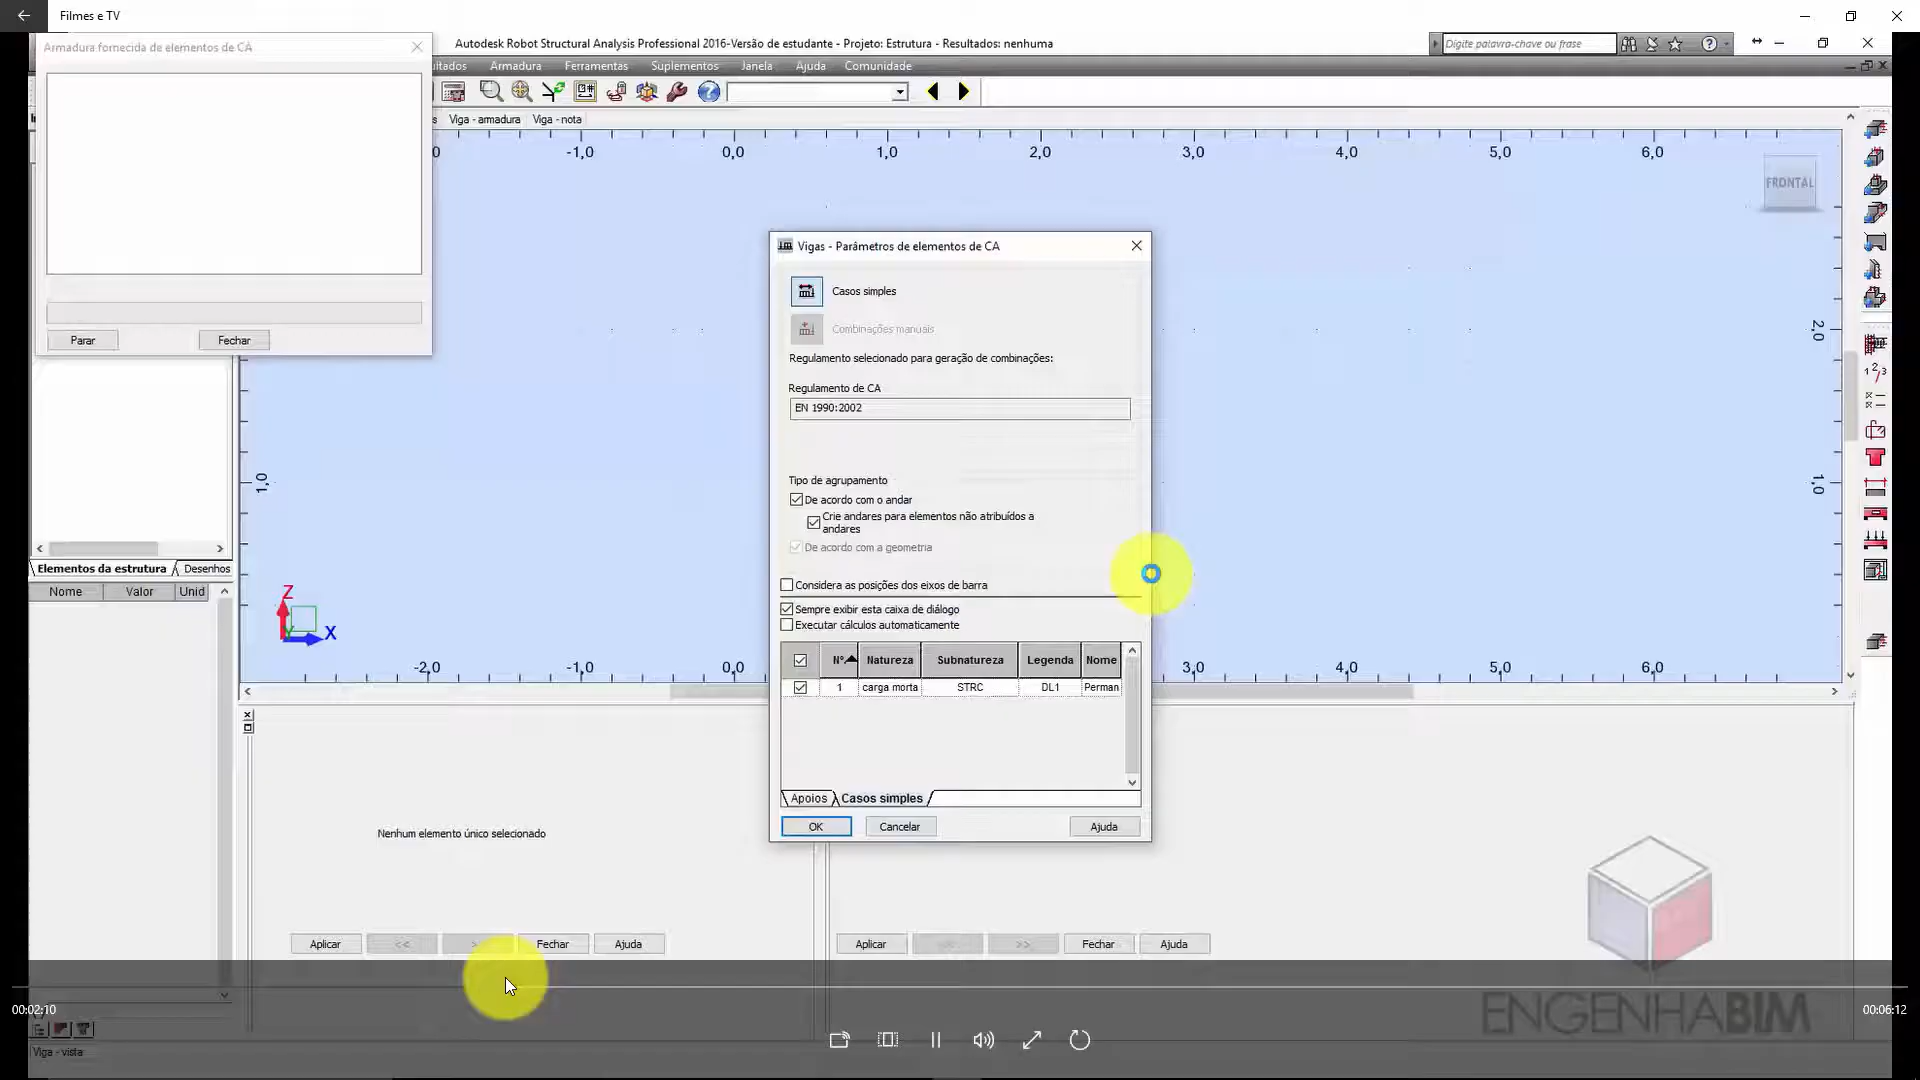 Filmes e TV
Armadura fornecida de elementos de CA
Autodesk Robot Structural Analysis Professional 2016-Versão de estudante - Projeto: Estrutura - Resultados: nenhuma
Digite palavra-chave ou frase
ltados Armadura Ferramentas Suplementos Janela Ajuda Comunidade
Viga - armadura Viga - nota
-1,0 0,0 1,0 2,0 3,0 4,0 5,0 6,0
FRONTAL
Parar Fechar
2,0
1,0 1,0
Vigas - Parâmetros de elementos de CA
Casos simples
Combinações manuais
Regulamento selecionado para geração de combinações:
Regulamento de CA
EN 1990:2002
Tipo de agrupamento
De acordo com o andar
Crie andares para elementos não atribuídos a
andares
De acordo com a geometria
Considera as posições dos eixos de barra
Sempre exibir esta caixa de diálogo
Executar cálculos automaticamente
Nº. Natureza Subnatureza Legenda Nome
1 carga morta STRC DL1 Perman
Apoios Casos simples
OK Cancelar Ajuda
Elementos da estrutura Desenhos
Nome Valor Unid
Z
Y
X
-2,0 -1,0 0,0 3,0 4,0 5,0 6,0
Nenhum elemento único selecionado
Aplicar << > Fechar Ajuda
Aplicar >> Fechar Ajuda
00:02:10
00:06:12
ENGENHABIM
Viga - vista